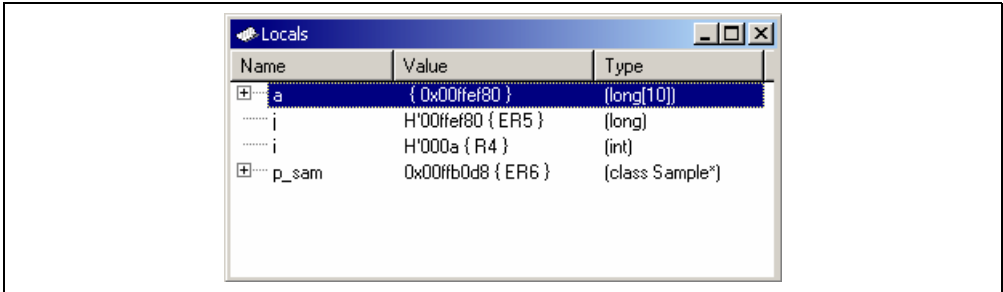 Locals
Name Value Type
a { 0x00ffef80 } (long[10])
j H'00ffef80 { ER5 } (long)
i H'000a { R4 } (int)
p_sam 0x00ffb0d8 { ER6 } (class Sample*)